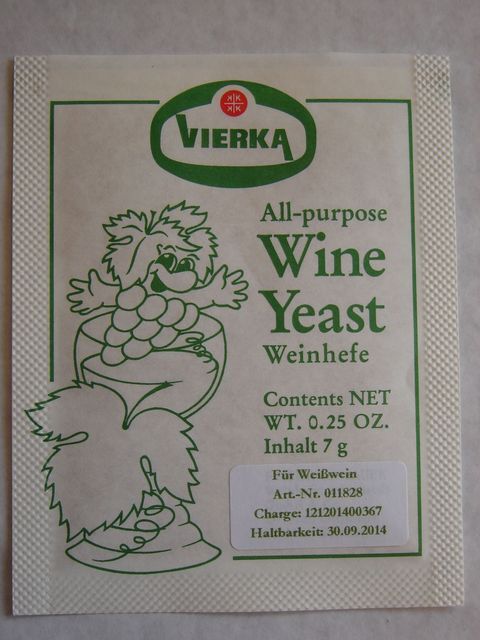 VIERKA
All-purpose
Wine
Yeast
Weinhefe
Contents NET
WT. 0.25 OZ.
Inhalt 7 g
Für Weißwein
Art.-Nr. 011828
Charge: 121201400367
Haltbarkeit: 30.09.2014